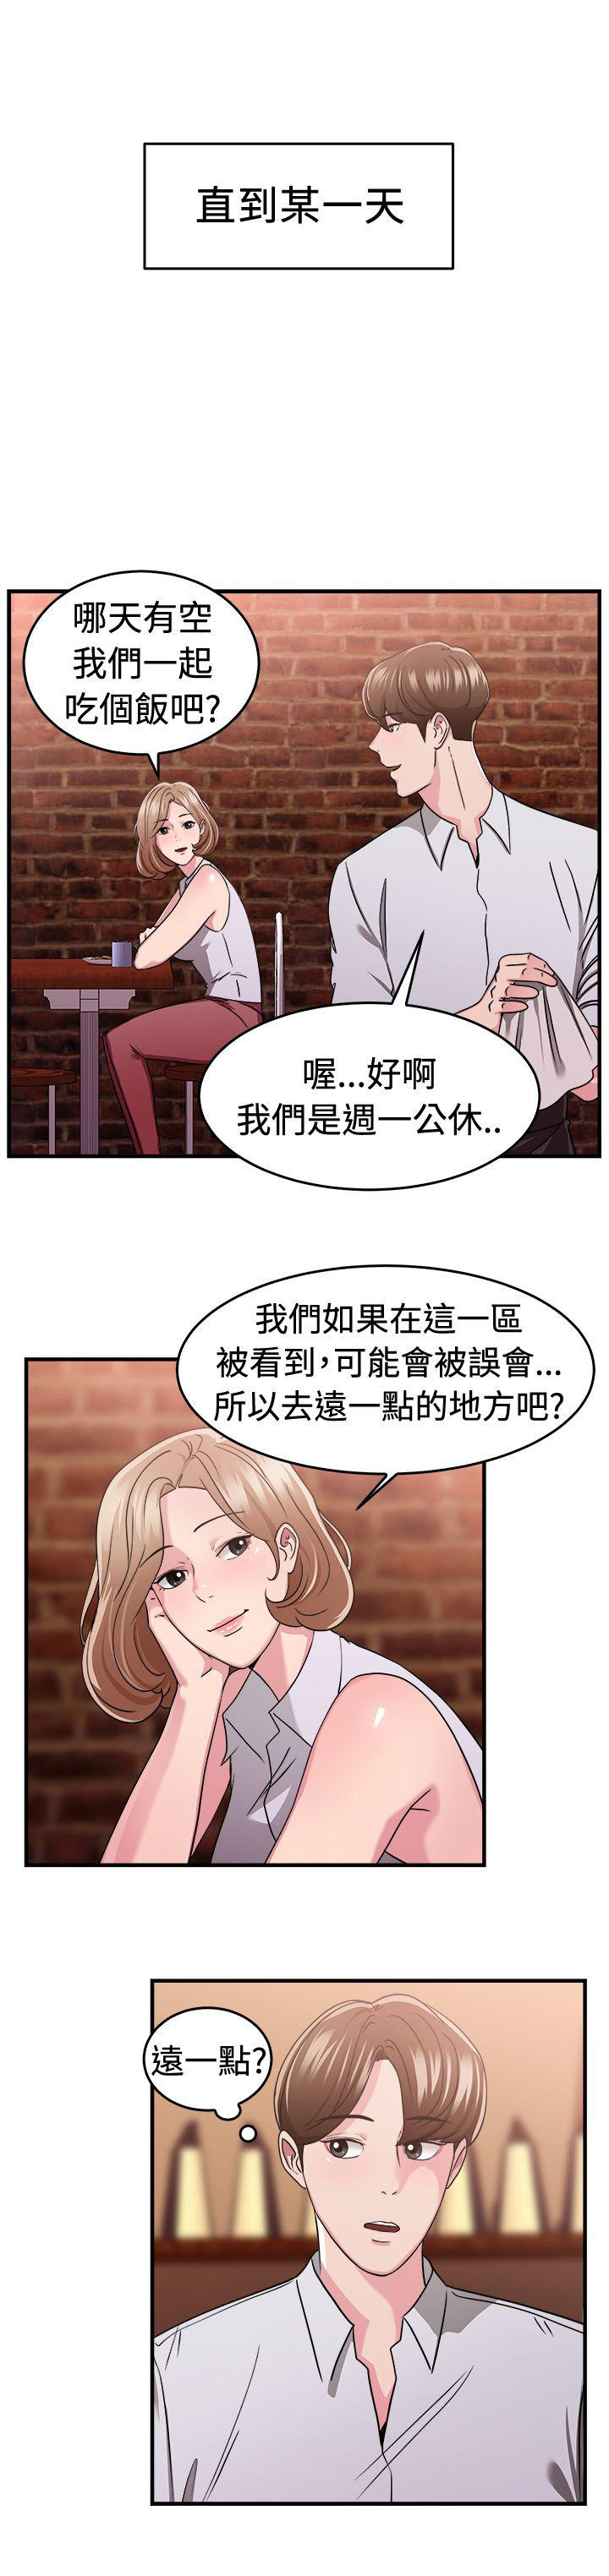 直到某一天
哪天有空
我們一起
吃個飯吧?
喔...好啊
我們是週一公休..
我們如果在這一區
被看到,可能會被誤會...
所以去遠一點的地方吧?
遠一點?